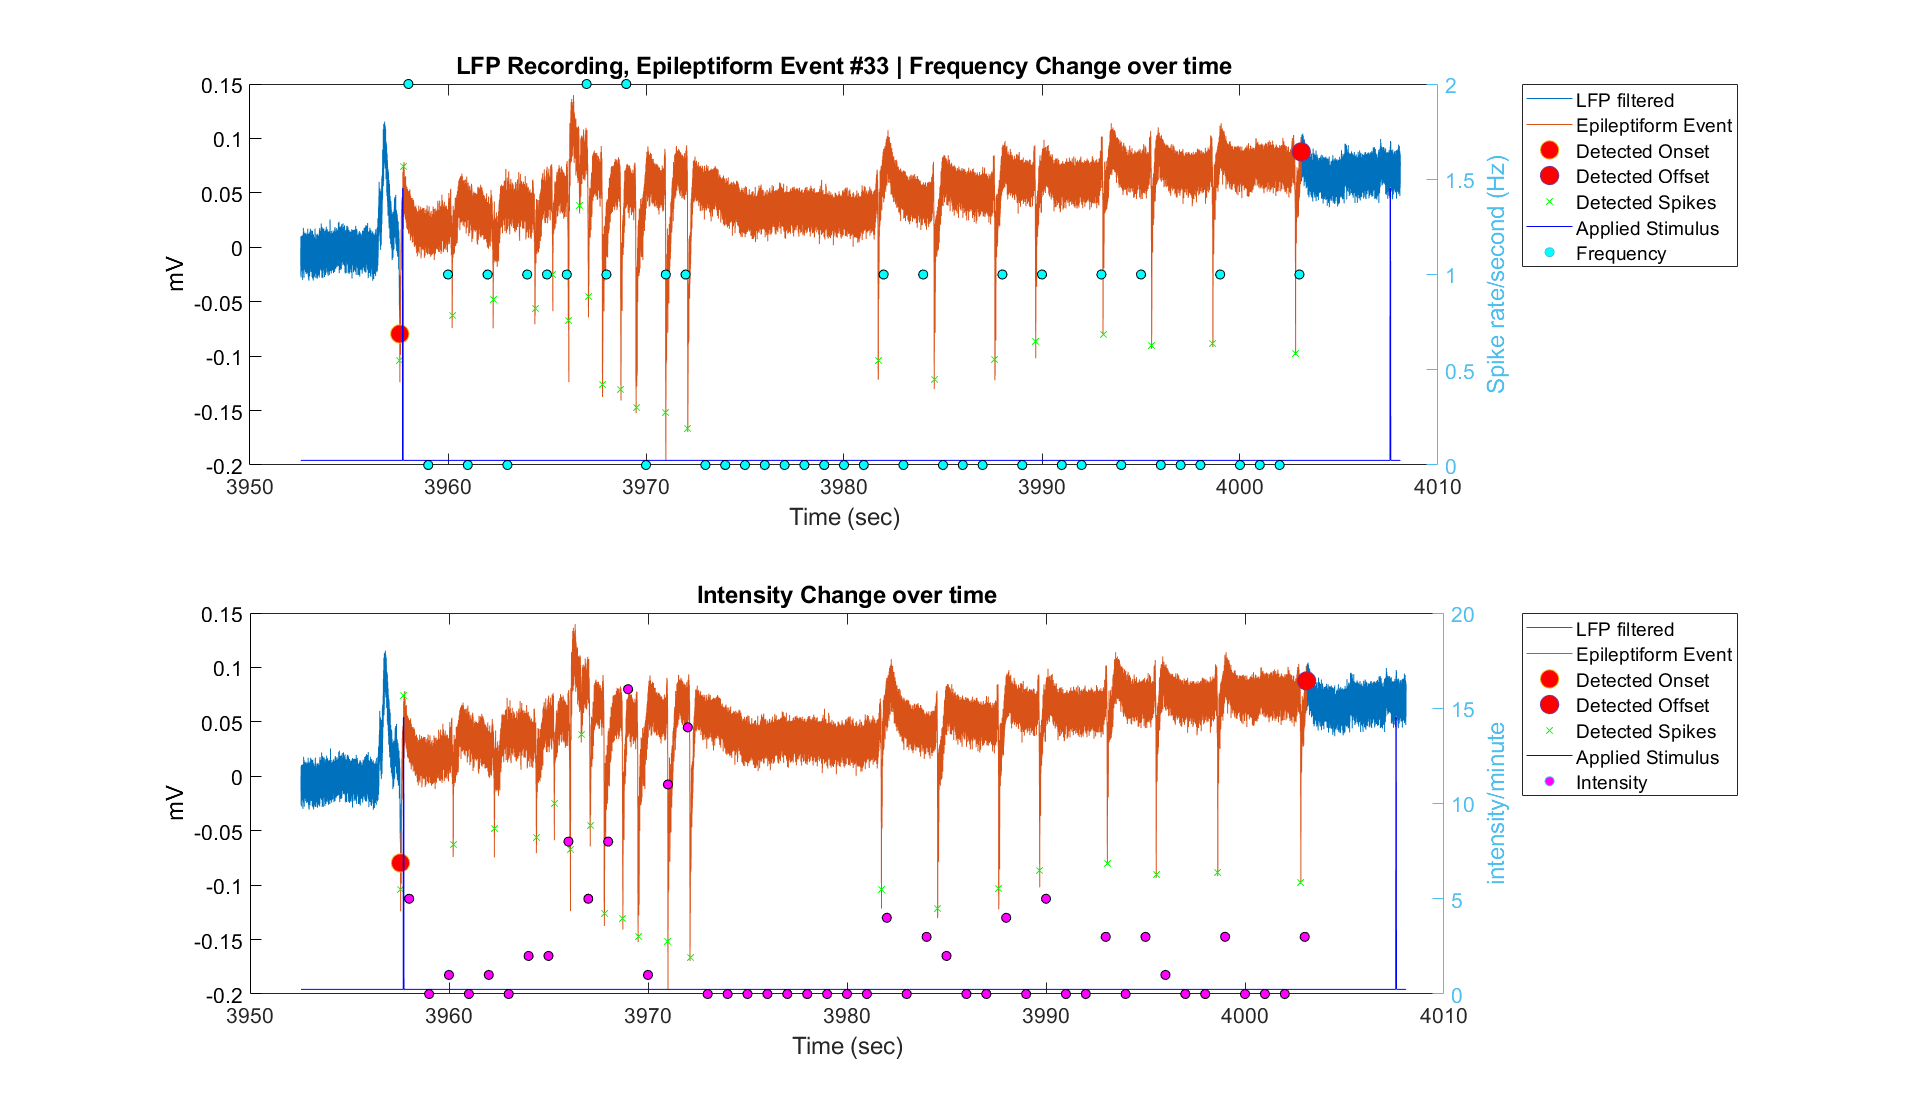 LFP Recording, Epileptiform Event #33 | Frequency Change over time
0.15
0.1
0.05
0
-0.05
-0.1
-0.15
-0.2
mV
3950
3960
3970
3980
3990
4000
4010
Time (sec)
2
1.5
1
0.5
0
Spike rate/second (Hz)
LFP filtered
Epileptiform Event
Detected Onset
Detected Offset
Detected Spikes
Applied Stimulus
Frequency
Intensity Change over time
0.15
0.1
0.05
0
-0.05
-0.1
-0.15
-0.2
mV
3950
3960
3970
3980
3990
4000
4010
Time (sec)
20
15
10
5
0
intensity/minute
LFP filtered
Epileptiform Event
Detected Onset
Detected Offset
Detected Spikes
Applied Stimulus
Intensity